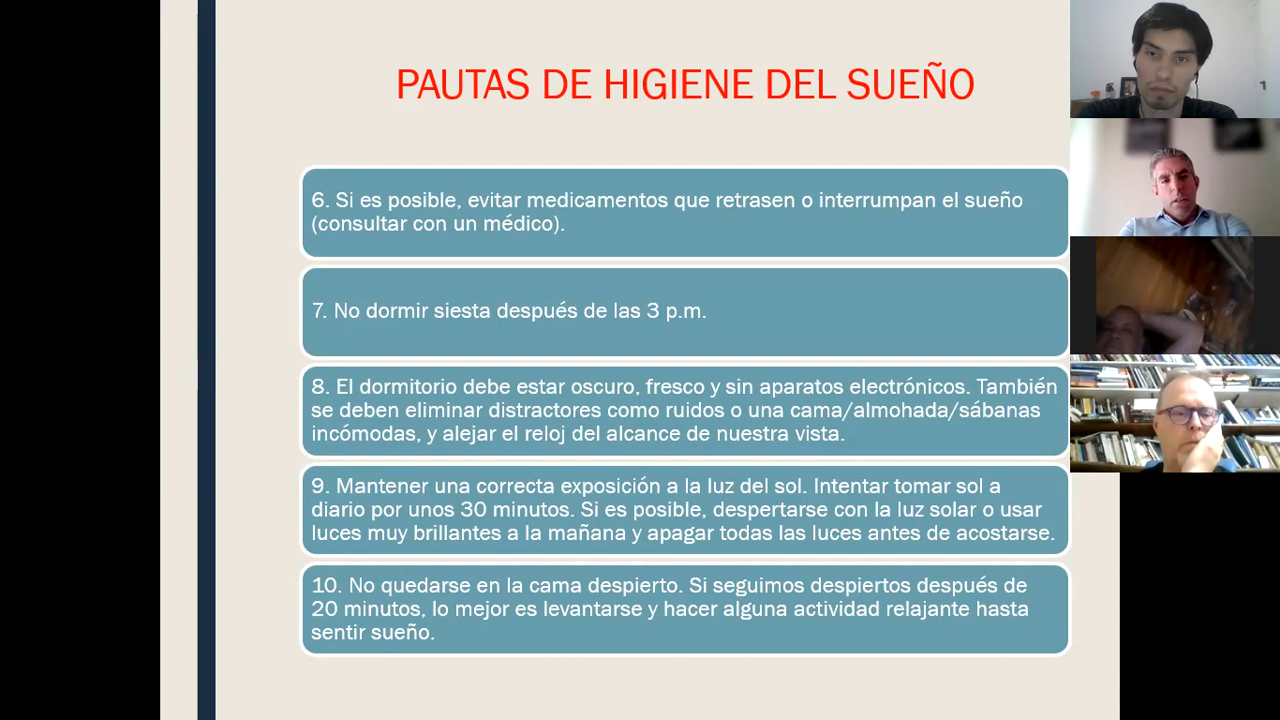 PAUTAS DE HIGIENE DEL SUEÑO
6. Si es posible, evitar medicamentos que retrasen o interrumpan el sueño
(consultar con un médico).
7. No dormir siesta después de las 3 p.m.
8. El dormitorio debe estar oscuro, fresco y sin aparatos electrónicos. También
se deben eliminar distractores como ruidos o una cama/almohada/sábanas
incómodas, y alejar el reloj del alcance de nuestra vista.
9. Mantener una correcta exposición a la luz del sol. Intentar tomar sol a
diario por unos 30 minutos. Si es posible, despertarse con la luz solar o usar
luces muy brillantes a la mañana y apagar todas las luces antes de acostarse.
10. No quedarse en la cama despierto. Si seguimos despiertos después de
20 minutos, lo mejor es levantarse y hacer alguna actividad relajante hasta
sentir sueño.